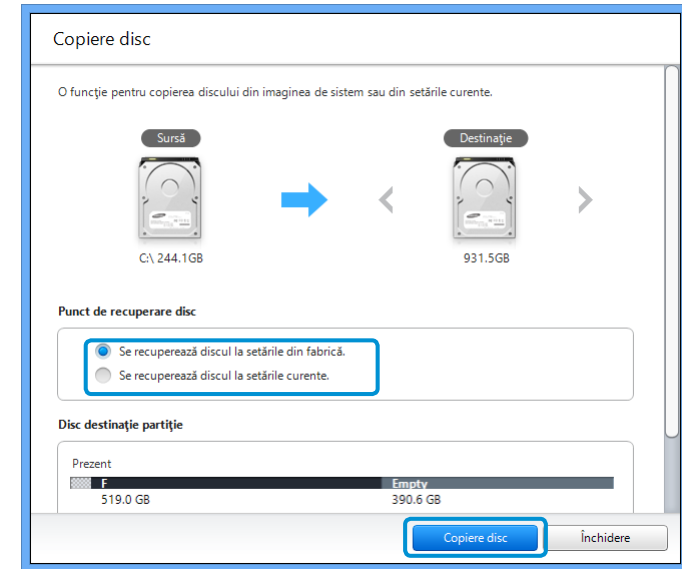 Copiere disc
O funcţie pentru copierea discului din imaginea de sistem sau din setările curente.
Sursă
Destinaţie
C:\ 244.1GB
931.5GB
Punct de recuperare disc
Se recuperează discul la setările din fabrică.
Se recuperează discul la setările curente.
Disc destinaţie partiţie
Prezent
F
Empty
519.0 GB
390.6 GB
Copiere disc
Închidere